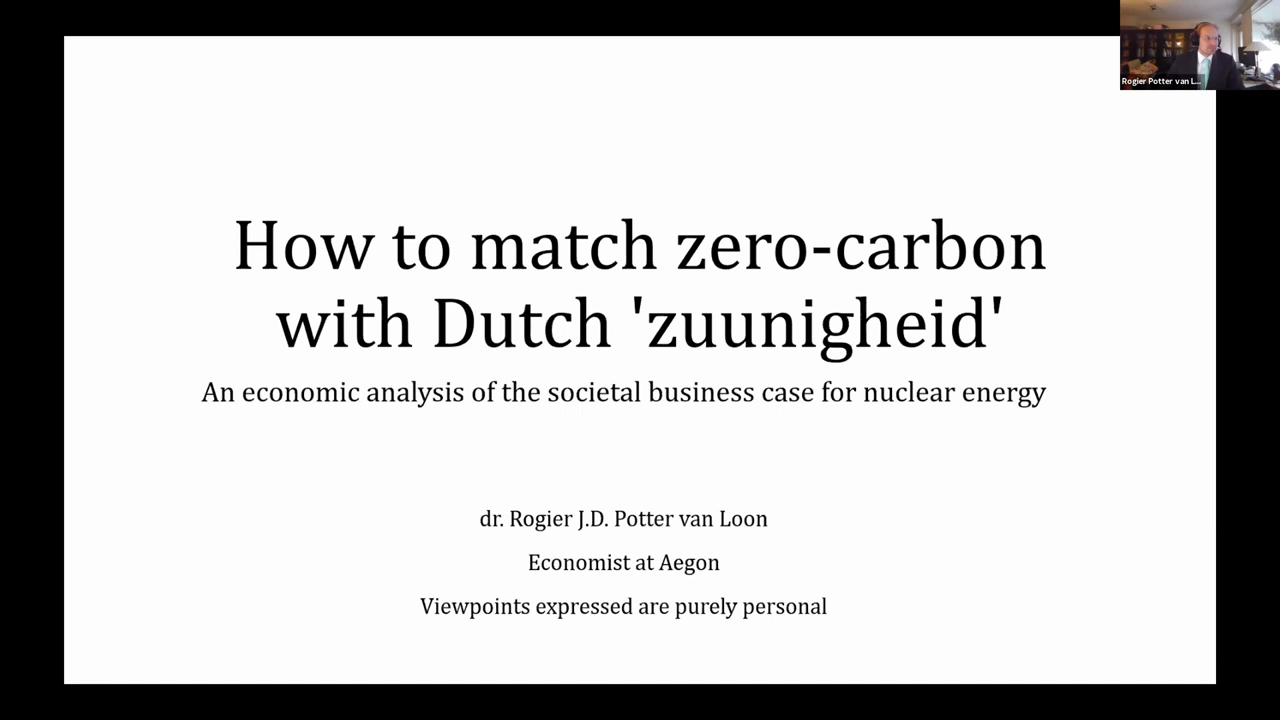 Rogier Potter van L...
How to match zero-carbon
with Dutch 'zuunigheid'
An economic analysis of the societal business case for nuclear energy
dr. Rogier J.D. Potter van Loon
Economist at Aegon
Viewpoints expressed are purely personal